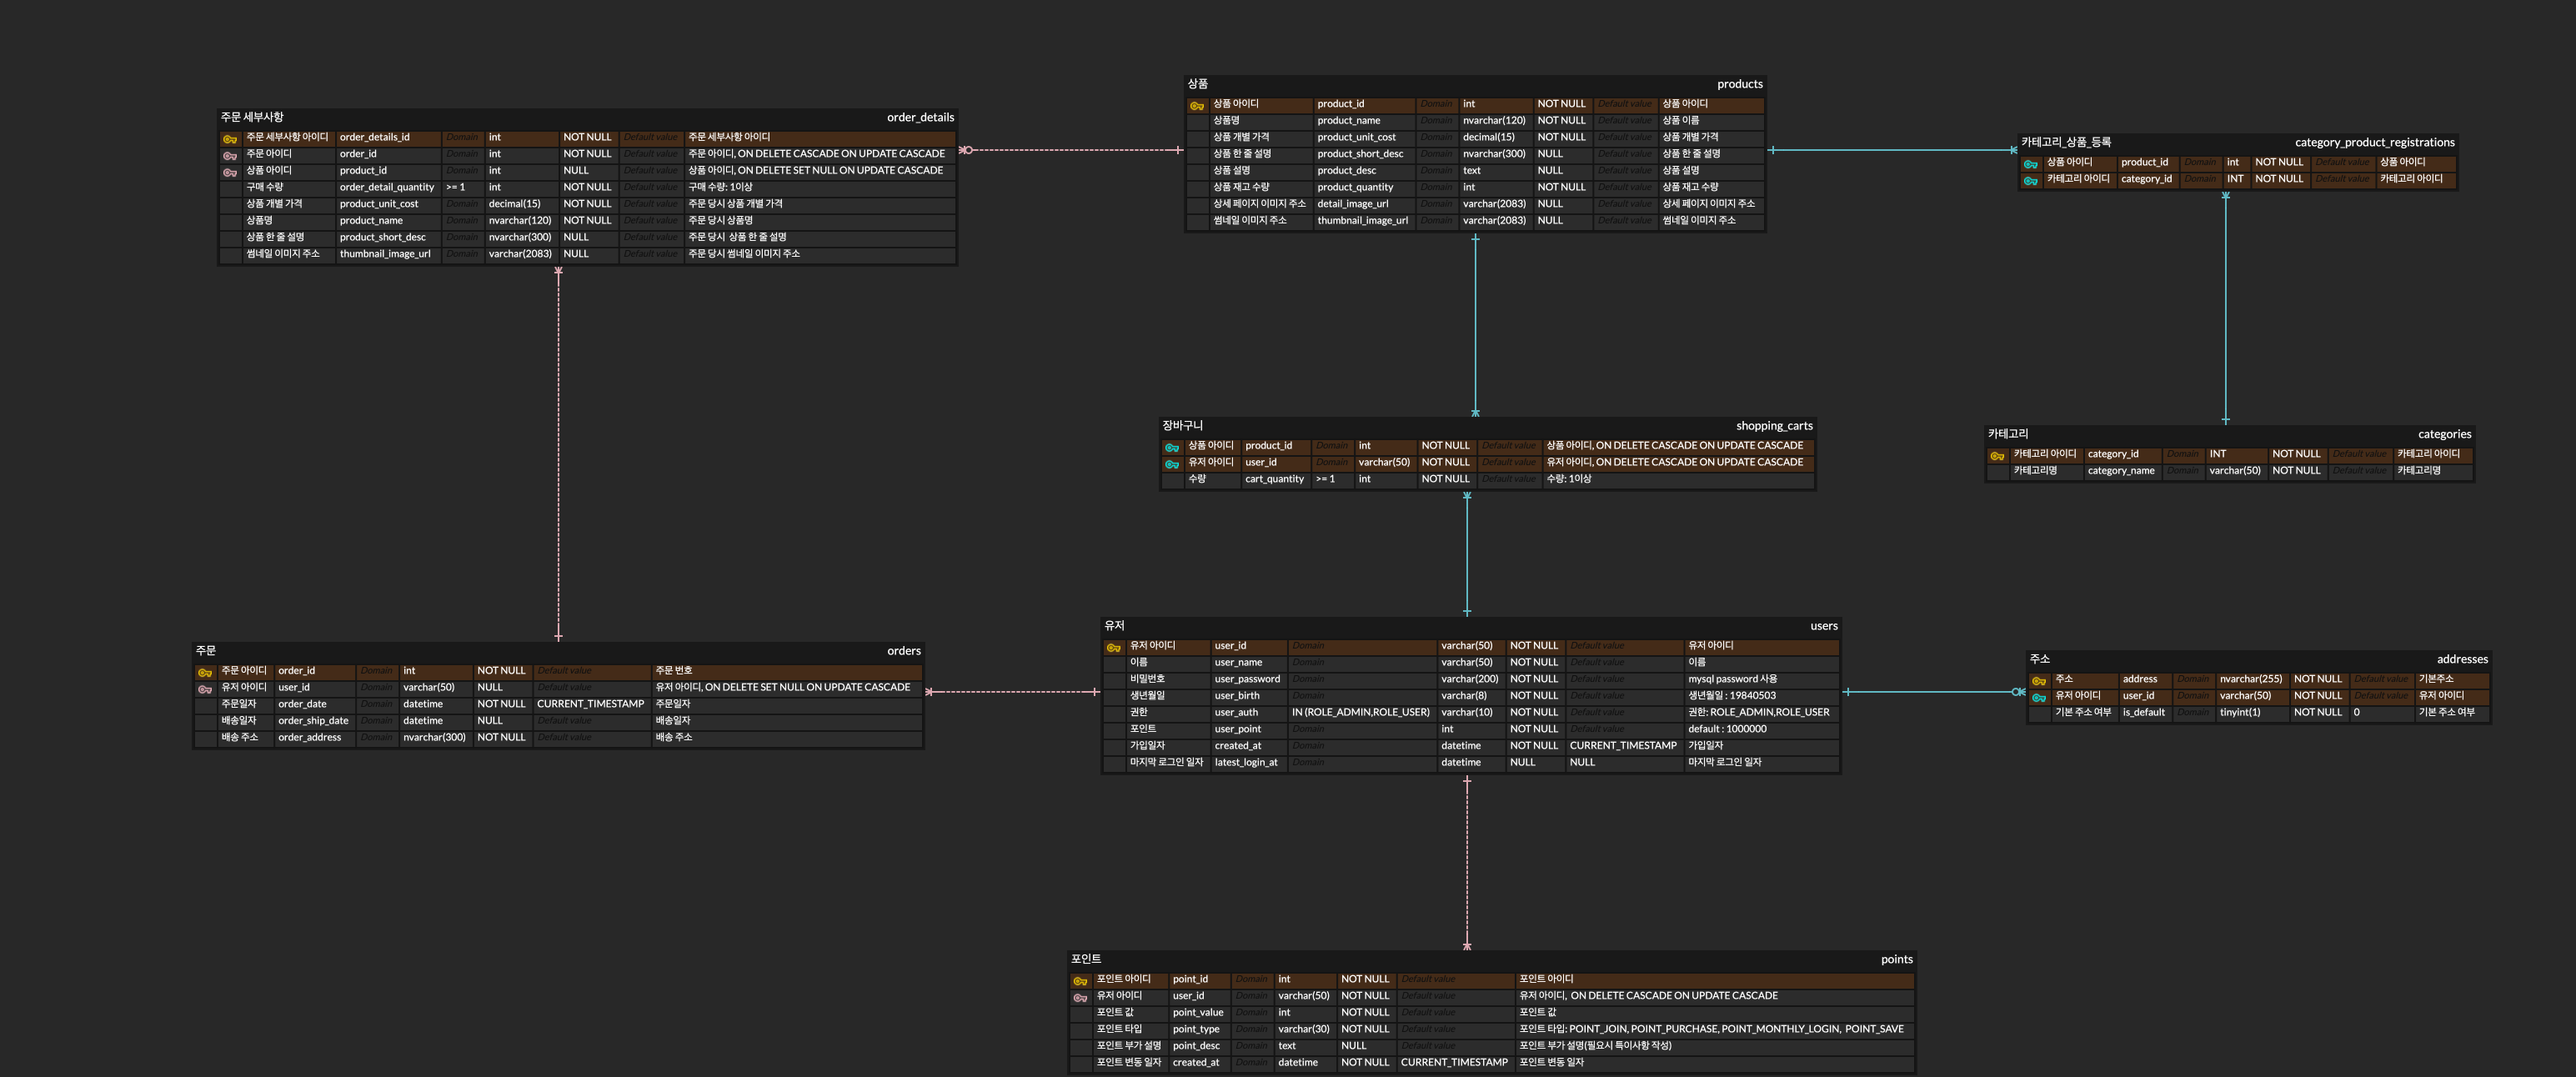 상품 products
상품 아이디 product_id Domain int NOT NULL Default value 상품 아이디
상품명 product_name Domain nvarchar(120) NOT NULL Default value 상품 이름
상품 개별 가격 product_unit_cost Domain decimal(15) NOT NULL Default value 상품 개별 가격
상품 한 줄 설명 product_short_desc Domain nvarchar(300) NULL Default value 상품 한 줄 설명
상품 설명 product_desc Domain text NULL Default value 상품 설명
상품 재고 수량 product_quantity Domain int NOT NULL Default value 상품 재고 수량
상세 페이지 이미지 주소 detail_image_url Domain varchar(2083) NULL Default value 상세 페이지 이미지 주소
썸네일 이미지 주소 thumbnail_image_url Domain varchar(2083) NULL Default value 썸네일 이미지 주소
주문 세부사항 order_details
주문 세부사항 아이디 order_details_id Domain int NOT NULL Default value 주문 세부사항 아이디
주문 아이디 order_id Domain int NOT NULL Default value 주문 아이디, ON DELETE CASCADE ON UPDATE CASCADE
상품 아이디 product_id Domain int NULL Default value 상품 아이디, ON DELETE SET NULL ON UPDATE CASCADE
구매 수량 order_detail_quantity >= 1 int NOT NULL Default value 구매 수량: 1이상
상품 개별 가격 product_unit_cost Domain decimal(15) NOT NULL Default value 주문 당시 상품 개별 가격
상품명 product_name Domain nvarchar(120) NOT NULL Default value 주문 당시 상품명
상품 한 줄 설명 product_short_desc Domain nvarchar(300) NULL Default value 주문 당시 상품 한 줄 설명
썸네일 이미지 주소 thumbnail_image_url Domain varchar(2083) NULL Default value 주문 당시 썸네일 이미지 주소
카테고리_상품_등록 category_product_registrations
상품 아이디 product_id Domain int NOT NULL Default value 상품 아이디
카테고리 아이디 category_id Domain INT NOT NULL Default value 카테고리 아이디
장바구니 shopping_carts
상품 아이디 product_id Domain int NOT NULL Default value 상품 아이디, ON DELETE CASCADE ON UPDATE CASCADE
유저 아이디 user_id Domain varchar(50) NOT NULL Default value 유저 아이디, ON DELETE CASCADE ON UPDATE CASCADE
수량 cart_quantity >= 1 int NOT NULL Default value 수량: 1이상
카테고리 categories
카테고리 아이디 category_id Domain INT NOT NULL Default value 카테고리 아이디
카테고리명 category_name Domain varchar(50) NOT NULL Default value 카테고리명
주문 orders
주문 아이디 order_id Domain int NOT NULL Default value 주문 번호
유저 아이디 user_id Domain varchar(50) NULL Default value 유저 아이디, ON DELETE SET NULL ON UPDATE CASCADE
주문일자 order_date Domain datetime NOT NULL CURRENT_TIMESTAMP 주문일자
배송일자 order_ship_date Domain datetime NULL Default value 배송일자
배송 주소 order_address Domain nvarchar(300) NOT NULL Default value 배송 주소
유저 users
유저 아이디 user_id Domain varchar(50) NOT NULL Default value 유저 아이디
이름 user_name Domain varchar(50) NOT NULL Default value 이름
비밀번호 user_password Domain varchar(200) NOT NULL Default value mysql password 사용
생년월일 user_birth Domain varchar(8) NOT NULL Default value 생년월일 : 19840503
권한 user_auth IN (ROLE_ADMIN,ROLE_USER) varchar(10) NOT NULL Default value 권한: ROLE_ADMIN,ROLE_USER
포인트 user_point Domain int NOT NULL Default value default : 1000000
가입일자 created_at Domain datetime NOT NULL CURRENT_TIMESTAMP 가입일자
마지막 로그인 일자 latest_login_at Domain datetime NULL NULL 마지막 로그인 일자
주소 addresses
주소 address Domain nvarchar(255) NOT NULL Default value 기본주소
유저 아이디 user_id Domain varchar(50) NOT NULL Default value 유저 아이디
기본 주소 여부 is_default Domain tinyint(1) NOT NULL 0 기본 주소 여부
포인트 points
포인트 아이디 point_id Domain int NOT NULL Default value 포인트 아이디
유저 아이디 user_id Domain varchar(50) NOT NULL Default value 유저 아이디, ON DELETE CASCADE ON UPDATE CASCADE
포인트 값 point_value Domain int NOT NULL Default value 포인트 값
포인트 타입 point_type Domain varchar(30) NOT NULL Default value 포인트 타입: POINT_JOIN, POINT_PURCHASE, POINT_MONTHLY_LOGIN, POINT_SAVE
포인트 부가 설명 point_desc Domain text NULL Default value 포인트 부가 설명(필요시 특이사항 작성)
포인트 변동 일자 created_at Domain datetime NOT NULL CURRENT_TIMESTAMP 포인트 변동 일자